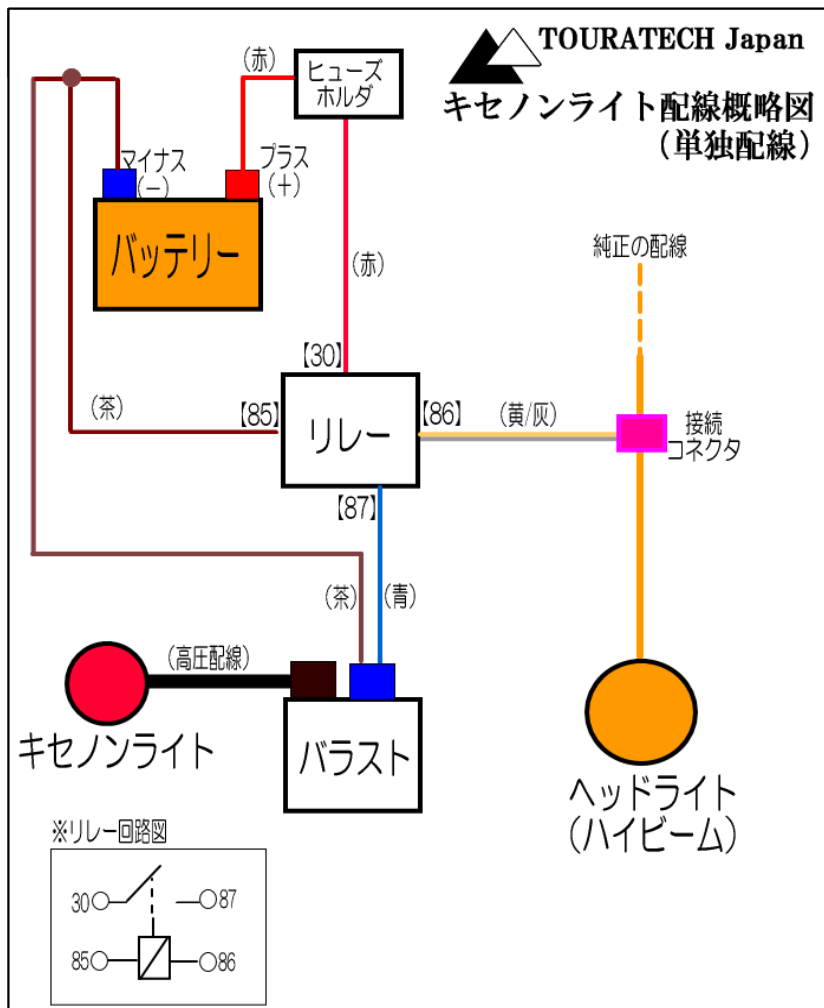 TOURATECH Japan
キセノンライト配線概略図
(単独配線)
(赤)
ヒューズ
ホルダ
マイナス
(−)
プラス
(+)
バッテリー
(赤)
純正の配線
【30】
(茶)
【85】
リレー
【86】
(黄/灰)
接続
コネクタ
【87】
(茶)
(青)
(高圧配線)
キセノンライト
バラスト
ヘッドライト
(ハイビーム)
※リレー回路図
30
87
85
86